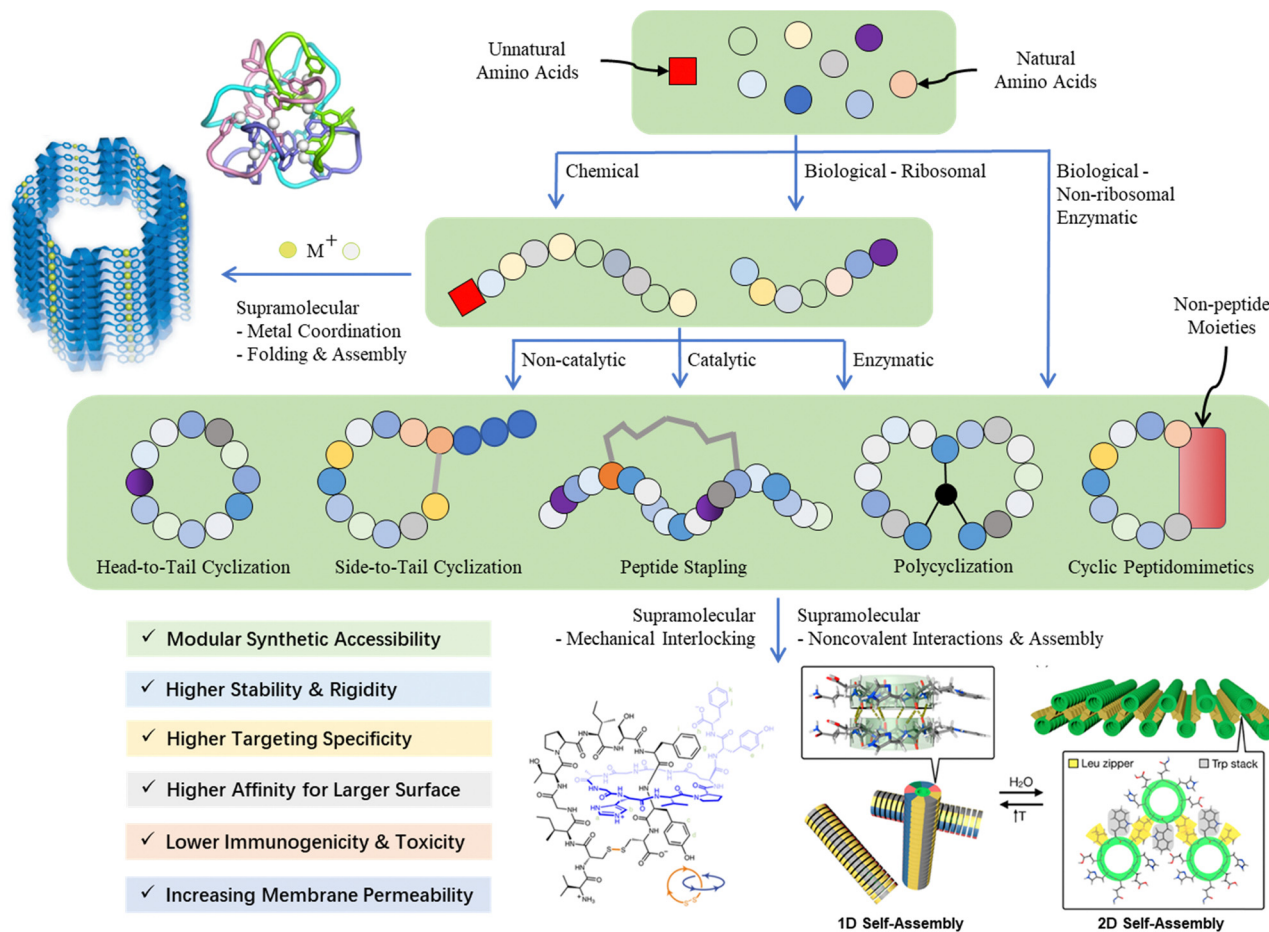 Unnatural
Amino Acids
Natural
Amino Acids
Chemical
Biological - Ribosomal
Biological -
Non-ribosomal
Enzymatic
M+
Supramolecular
- Metal Coordination
- Folding & Assembly
Non-peptide
Moieties
Non-catalytic
Catalytic
Enzymatic
Head-to-Tail Cyclization
Side-to-Tail Cyclization
Peptide Stapling
Polycyclization
Cyclic Peptidomimetics
Supramolecular
- Mechanical Interlocking
Supramolecular
- Noncovalent Interactions & Assembly
✓ Modular Synthetic Accessibility
✓ Higher Stability & Rigidity
✓ Higher Targeting Specificity
✓ Higher Affinity for Larger Surface
✓ Lower Immunogenicity & Toxicity
✓ Increasing Membrane Permeability
H₂O
↑T
Leu zipper
Trp stack
1D Self-Assembly
2D Self-Assembly